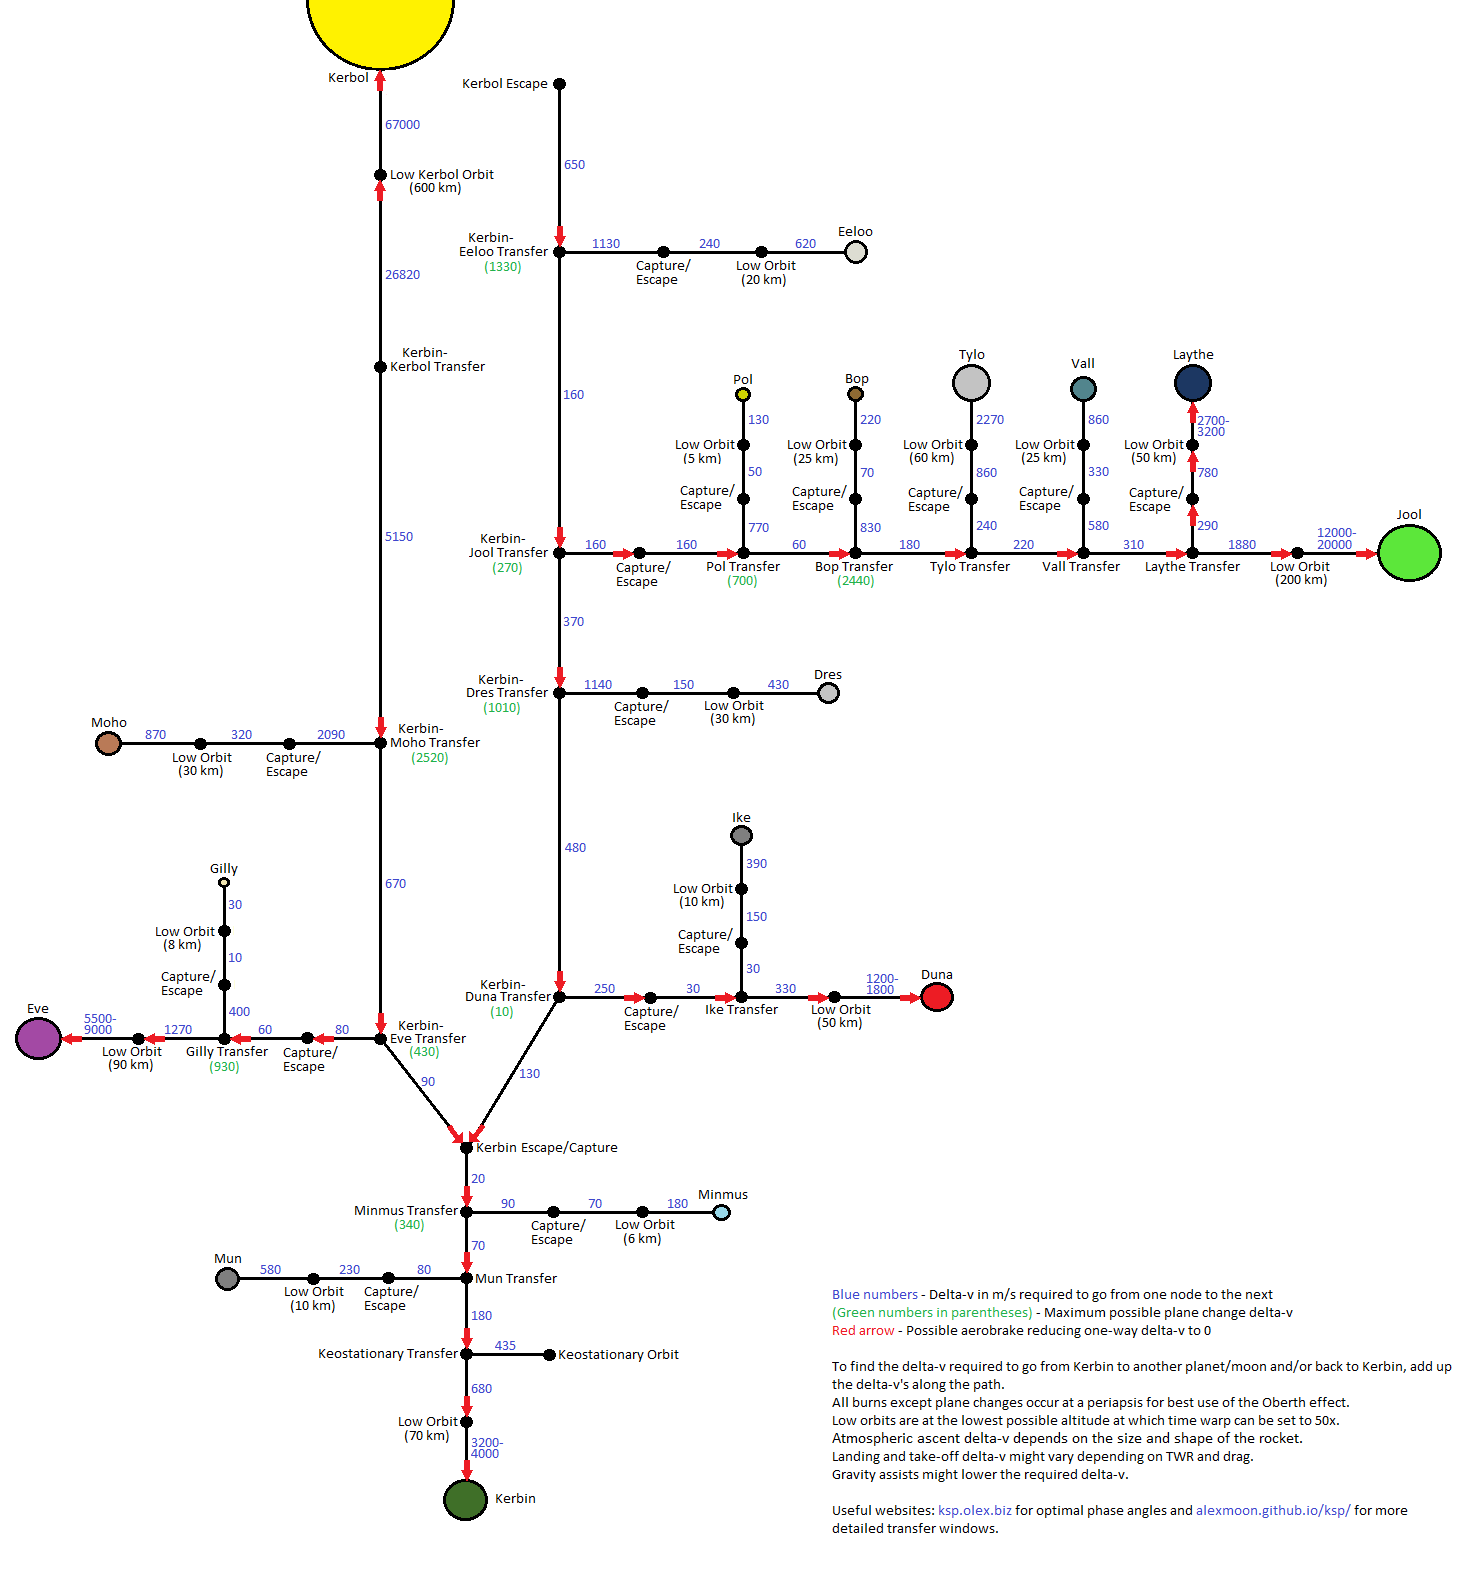 Kerbol
Kerbol Escape
67000
650
Low Kerbol Orbit
(600 km)
Kerbin-
Eeloo Transfer
(1330)
1130
240
620
Eeloo
Capture/
Escape
Low Orbit
(20 km)
26820
Kerbin-
Kerbol Transfer
160
Pol
Bop
Tylo
Vall
Laythe
130
220
2270
860
2700-
3200
Low Orbit
(5 km)
Low Orbit
(25 km)
Low Orbit
(60 km)
Low Orbit
(25 km)
Low Orbit
(50 km)
50
70
860
330
780
Capture/
Escape
Capture/
Escape
Capture/
Escape
Capture/
Escape
Capture/
Escape
770
830
240
580
290
Jool
5150
Kerbin-
Jool Transfer
(270)
160
160
60
180
220
310
1880
12000-
20000
Capture/
Escape
Pol Transfer
(700)
Bop Transfer
(2440)
Tylo Transfer
Vall Transfer
Laythe Transfer
Low Orbit
(200 km)
370
Kerbin-
Dres Transfer
(1010)
1140
150
430
Dres
Capture/
Escape
Low Orbit
(30 km)
Moho
870
320
2090
Kerbin-
Moho Transfer
(2520)
Low Orbit
(30 km)
Capture/
Escape
480
Ike
390
Low Orbit
(10 km)
150
Capture/
Escape
30
Gilly
30
Low Orbit
(8 km)
10
Capture/
Escape
400
670
Kerbin-
Duna Transfer
(10)
250
30
330
1200-
1800
Duna
Capture/
Escape
Ike Transfer
Low Orbit
(50 km)
Eve
5500-
9000
1270
60
80
Kerbin-
Eve Transfer
(430)
Low Orbit
(90 km)
Gilly Transfer
(930)
Capture/
Escape
90
130
Kerbin Escape/Capture
20
Minmus Transfer
(340)
90
70
180
Minmus
Capture/
Escape
Low Orbit
(6 km)
70
Mun
580
230
80
Mun Transfer
Low Orbit
(10 km)
Capture/
Escape
180
Keostationary Transfer
435
Keostationary Orbit
680
Low Orbit
(70 km)
3200-
4000
Kerbin
Blue numbers - Delta-v in m/s required to go from one node to the next
(Green numbers in parentheses) - Maximum possible plane change delta-v
Red arrow - Possible aerobrake reducing one-way delta-v to 0
To find the delta-v required to go from Kerbin to another planet/moon and/or back to Kerbin, add up
the delta-v's along the path.
All burns except plane changes occur at a periapsis for best use of the Oberth effect.
Low orbits are at the lowest possible altitude at which time warp can be set to 50x.
Atmospheric ascent delta-v depends on the size and shape of the rocket.
Landing and take-off delta-v might vary depending on TWR and drag.
Gravity assists might lower the required delta-v.
Useful websites: ksp.olex.biz for optimal phase angles and alexmoon.github.io/ksp/ for more
detailed transfer windows.